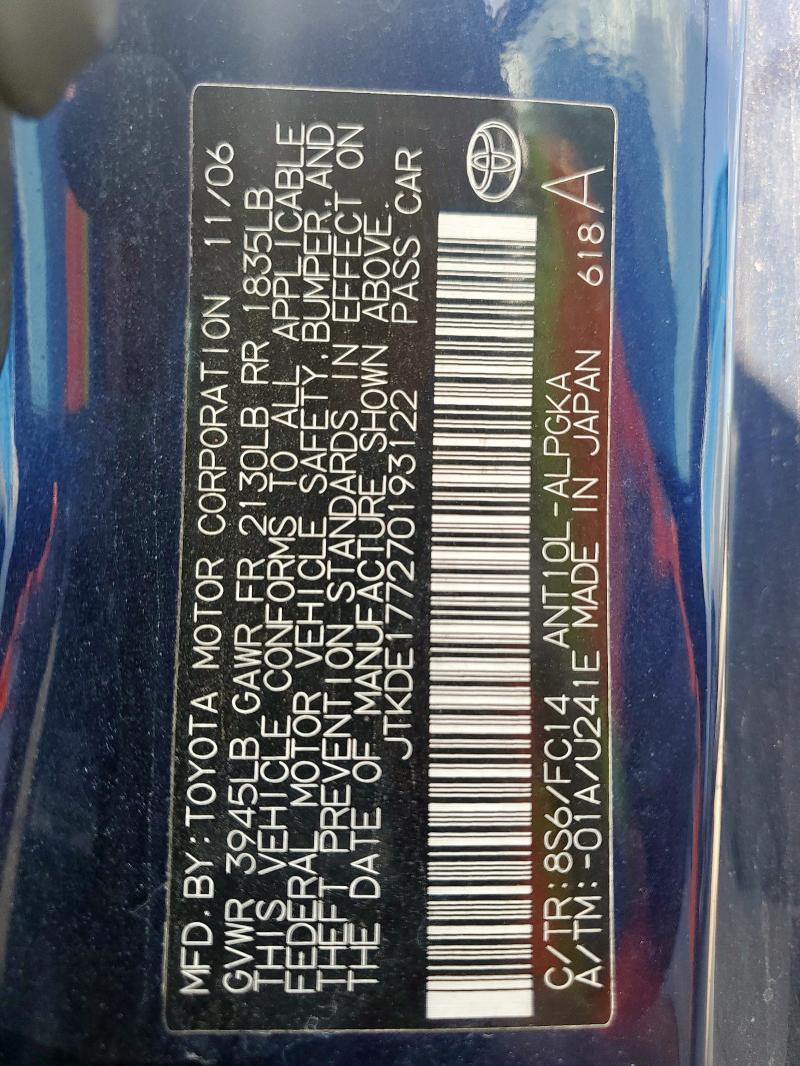 MFD.BY:TOYOTA MOTOR CORPORATION 11/06
GVWR 3945LB GAWR FR 2130LB RR 1835LB
THIS VEHICLE CONFORMS TO ALL APPLICABLE
FEDERAL MOTOR VEHICLE SAFETY,BUMPER,AND
THEFT PREVENTION STANDARDS IN EFFECT ON
THE DATE OF MANUFACTURE SHOWN ABOVE.
JTKDE177270193122 PASS CAR
C/TR:8S6/FC14 ANT10L-ALPGKA
A/TM:-01A/U241E MADE IN JAPAN 618 A